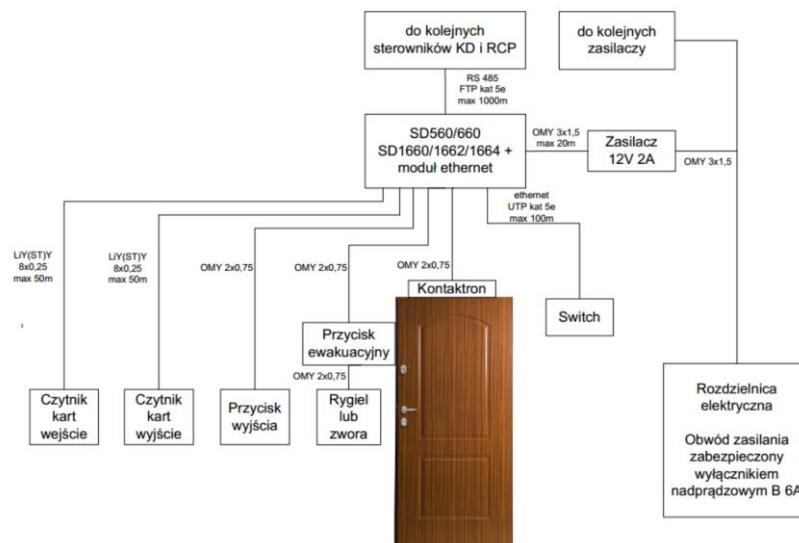 do kolejnych
sterowników KD i RCP
do kolejnych
zasilaczy
RS 485
FTP kat 5e
max 1000m
SD560/660
SD1660/1662/1664 +
moduł ethernet
OMY 3x1,5
max 20m
Zasilacz
12V 2A
OMY 3x1,5
ethernet
UTP kat 5e
max 100m
LiY(ST)Y
8x0,25
max 50m
LiY(ST)Y
8x0,25
max 50m
OMY 2x0,75
OMY 2x0,75
OMY 2x0,75
Kontaktron
Switch
Przycisk
ewakuacyjny
OMY 2x0,75
Czytnik
kart
wejście
Czytnik
kart
wyjście
Przycisk
wyjścia
Rygiel
lub
zwora
Rozdzielnica
elektryczna
Obwód zasilania
zabezpieczony
wyłącznikiem
nadprądzowym B 6A